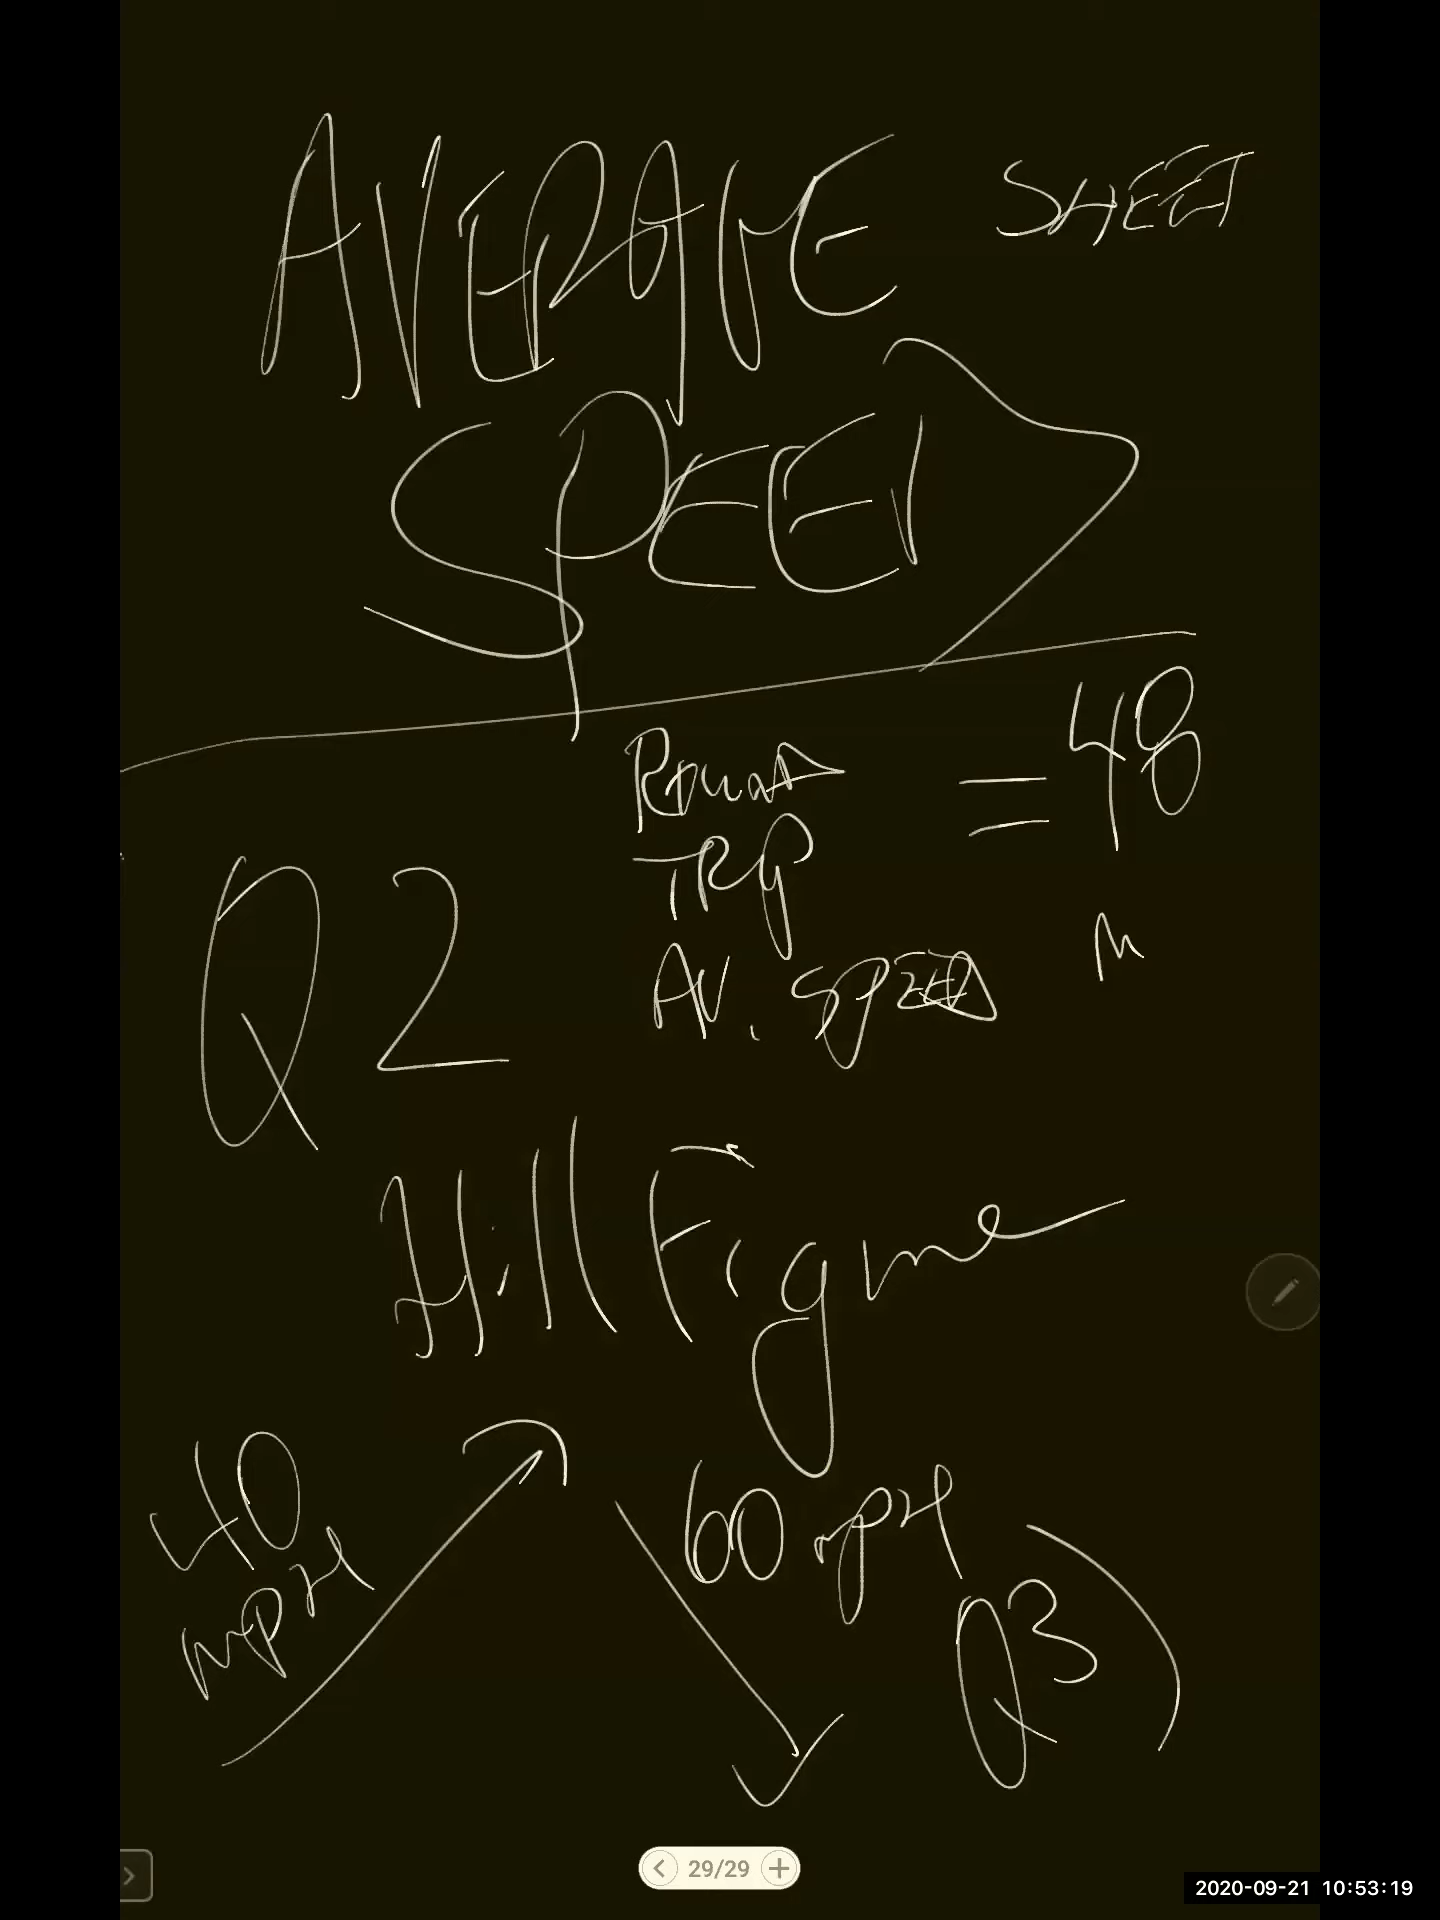 AVERAGE SHEET
SPEED
ROUND = 48
TRIP
Q2
AV. SPEED M
Hill Figure
40 60 mpH
mpH
Q3
29/29
2020-09-21 10:53:19